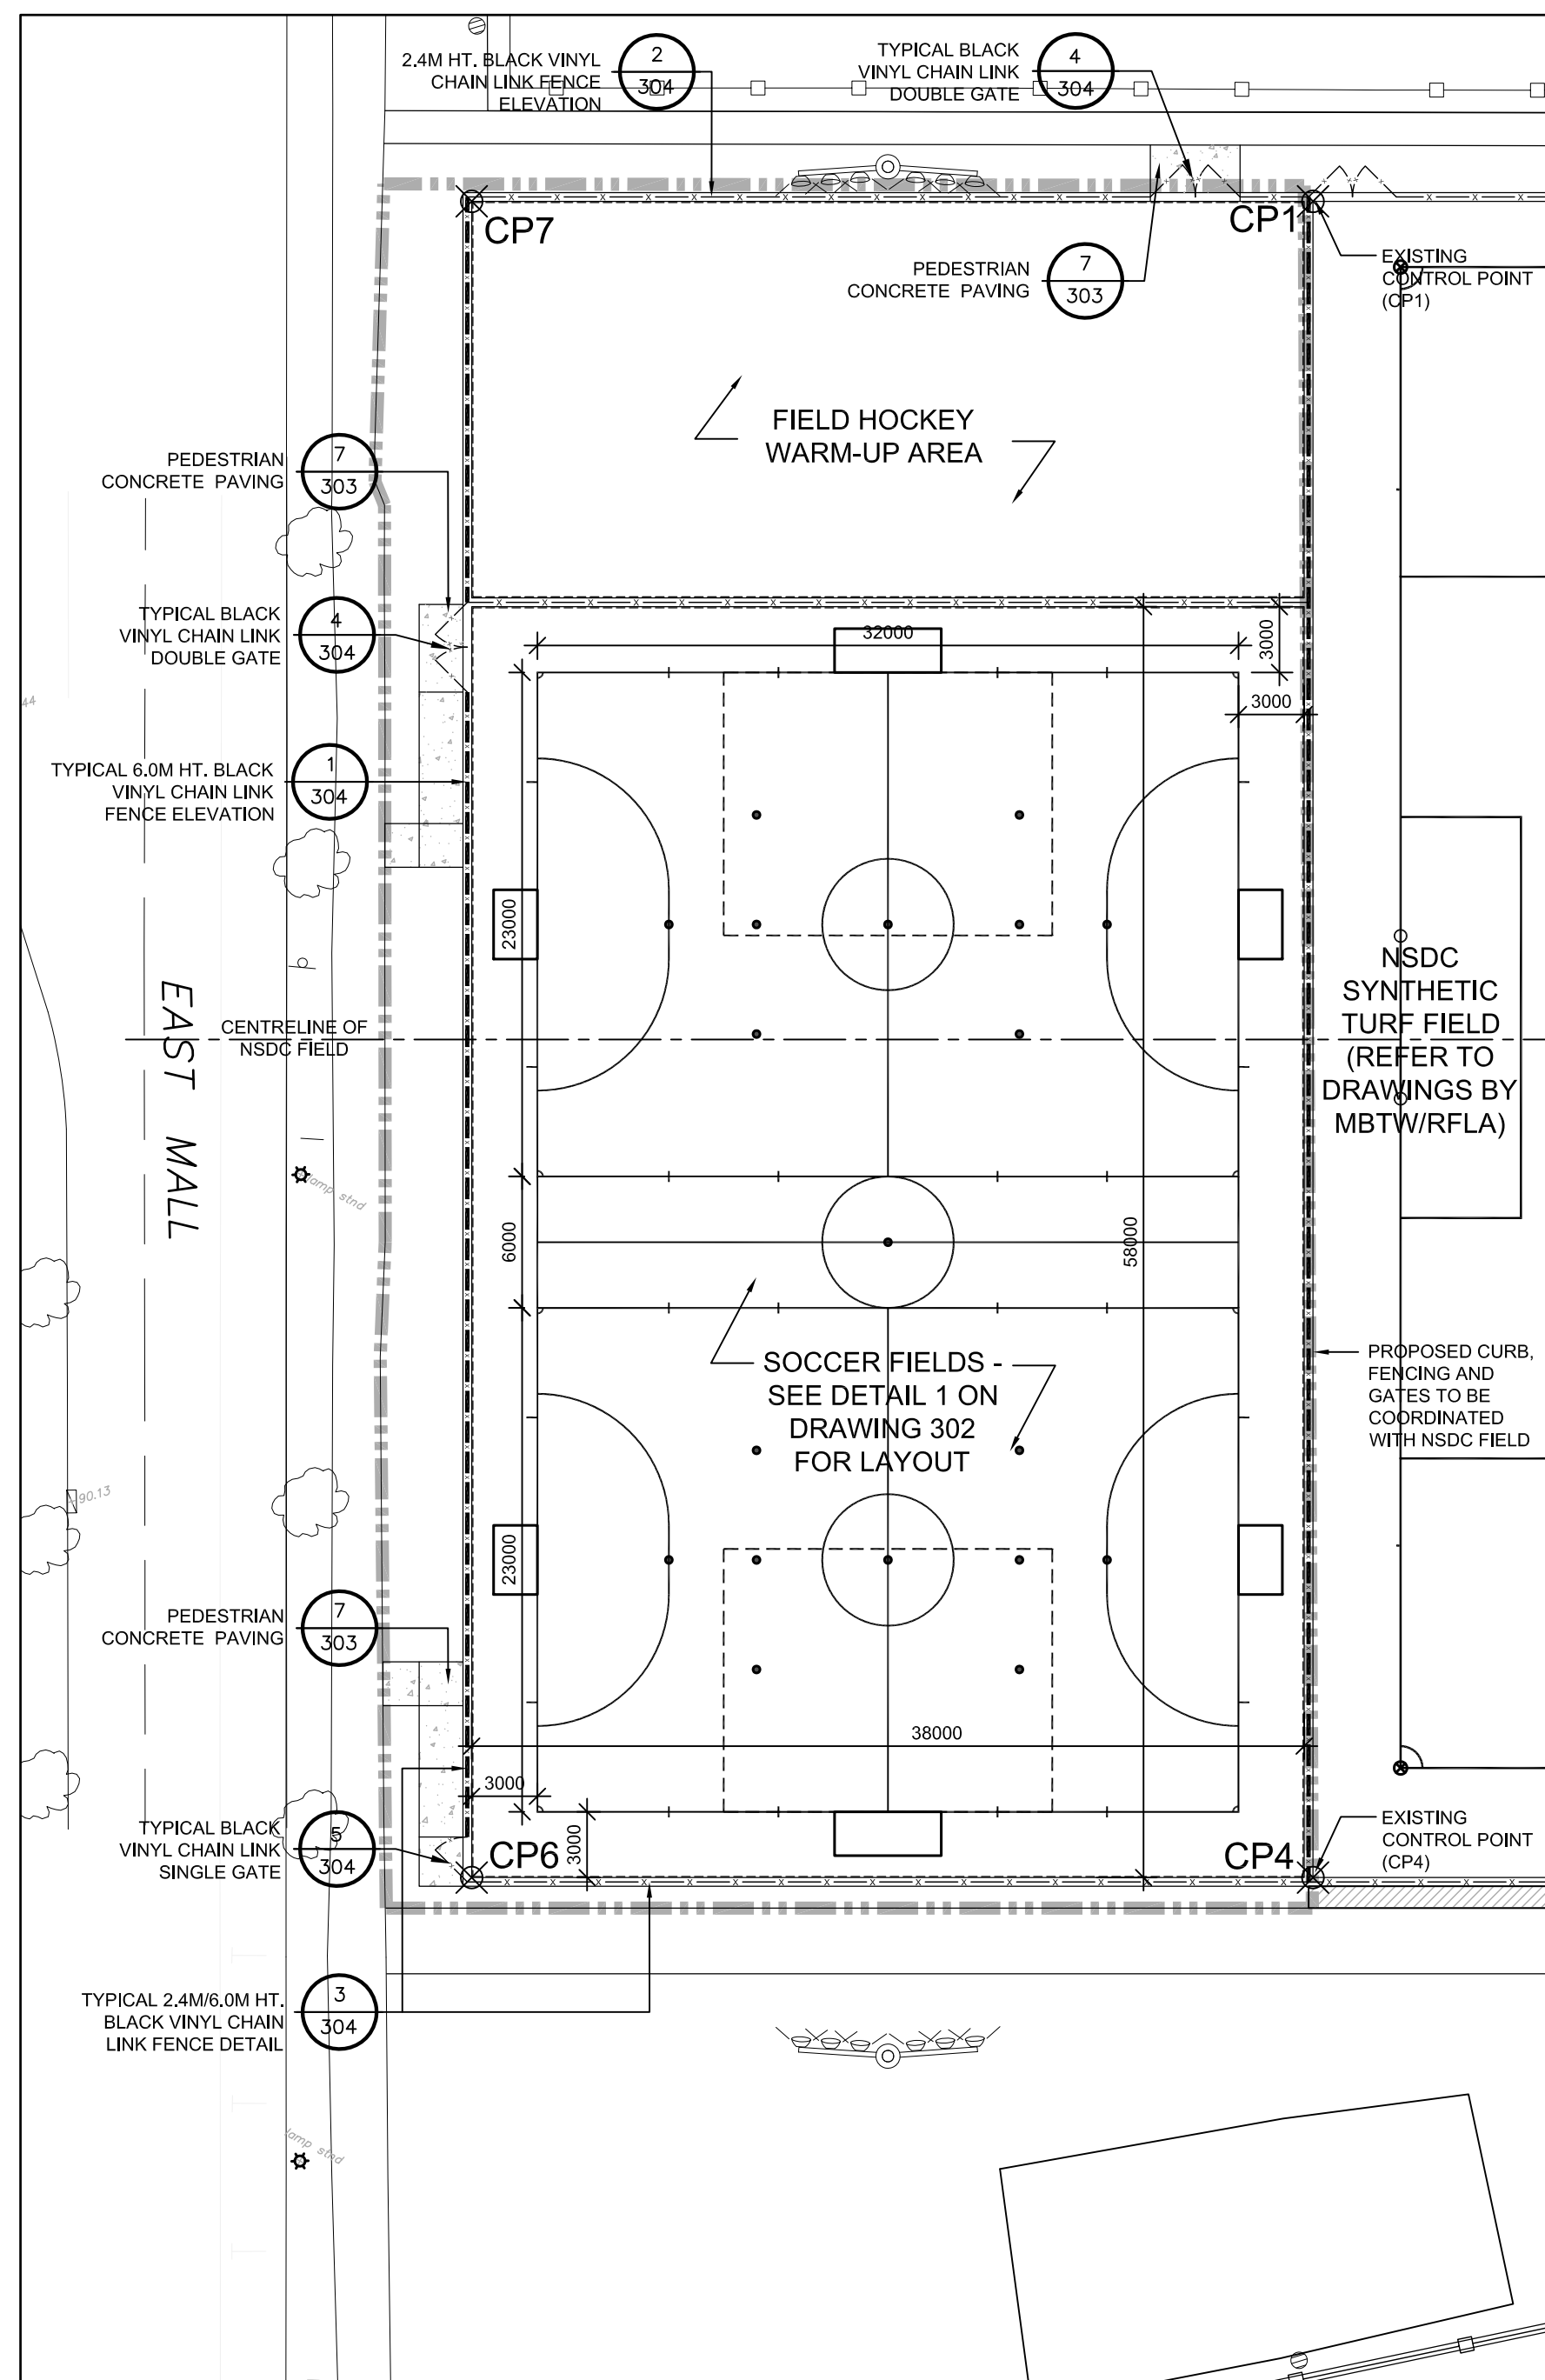 2.4M HT. BLACK VINYL
CHAIN LINK FENCE
ELEVATION
2
304
TYPICAL BLACK
VINYL CHAIN LINK
DOUBLE GATE
4
304
CP7
CP1
EXISTING
CONTROL POINT
(CP1)
PEDESTRIAN
CONCRETE PAVING
7
303
FIELD HOCKEY
WARM-UP AREA
PEDESTRIAN
CONCRETE PAVING
7
303
TYPICAL BLACK
VINYL CHAIN LINK
DOUBLE GATE
4
304
32000
3000
3000
44
TYPICAL 6.0M HT. BLACK
VINYL CHAIN LINK
FENCE ELEVATION
1
304
23000
EAST MALL
CENTRELINE OF
NSDC FIELD
NSDC
SYNTHETIC
TURF FIELD
(REFER TO
DRAWINGS BY
MBTW/RFLA)
lamp stnd
6000
58000
SOCCER FIELDS -
SEE DETAIL 1 ON
DRAWING 302
FOR LAYOUT
PROPOSED CURB,
FENCING AND
GATES TO BE
COORDINATED
WITH NSDC FIELD
90.13
23000
PEDESTRIAN
CONCRETE PAVING
7
303
38000
3000
3000
TYPICAL BLACK
VINYL CHAIN LINK
SINGLE GATE
5
304
CP6
CP4
EXISTING
CONTROL POINT
(CP4)
TYPICAL 2.4M/6.0M HT.
BLACK VINYL CHAIN
LINK FENCE DETAIL
3
304
lamp stnd